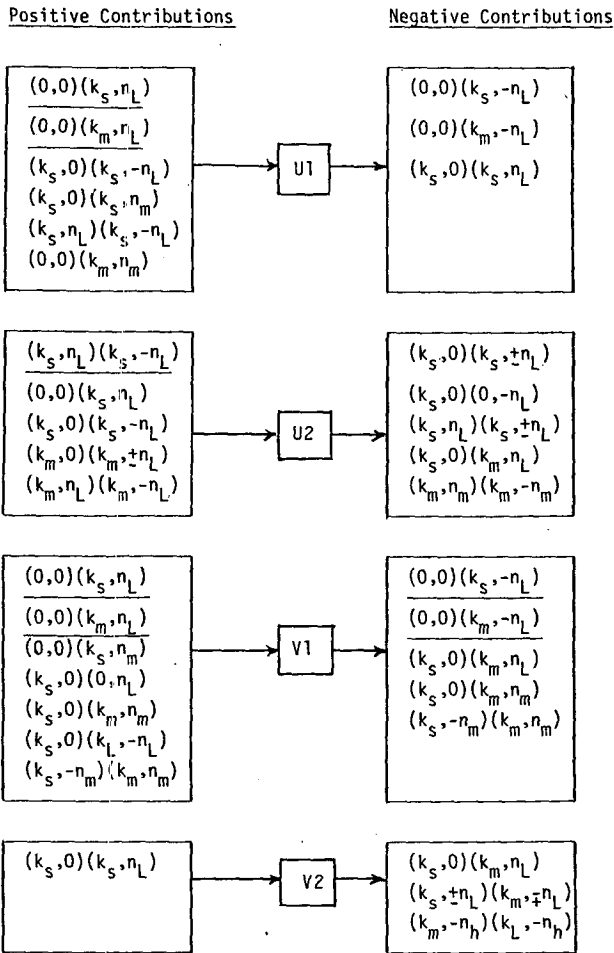 Positive Contributions
Negative Contributions
(0,0)(k_s,n_L)
(0,0)(k_m,n_L)
(k_s,0)(k_s,-n_L)
(k_s,0)(k_s,n_m)
(k_s,n_L)(k_s,-n_L)
(0,0)(k_m,n_m)
U1
(0,0)(k_s,-n_L)
(0,0)(k_m,-n_L)
(k_s,0)(k_s,n_L)
(k_s,n_L)(k_s,-n_L)
(0,0)(k_s,n_L)
(k_s,0)(k_s,-n_L)
(k_m,0)(k_m,±n_L)
(k_m,n_L)(k_m,-n_L)
U2
(k_s,0)(k_s,±n_L)
(k_s,0)(0,-n_L)
(k_s,n_L)(k_s,±n_L)
(k_s,0)(k_m,n_L)
(k_m,n_m)(k_m,-n_m)
(0,0)(k_s,n_L)
(0,0)(k_m,n_L)
(0,0)(k_s,n_m)
(k_s,0)(0,n_L)
(k_s,0)(k_m,n_m)
(k_s,0)(k_L,-n_L)
(k_s,-n_m)(k_m,n_m)
V1
(0,0)(k_s,-n_L)
(0,0)(k_m,-n_L)
(k_s,0)(k_m,n_L)
(k_s,0)(k_m,n_m)
(k_s,-n_m)(k_m,n_m)
(k_s,0)(k_s,n_L)
V2
(k_s,0)(k_m,n_L)
(k_s,±n_L)(k_m,∓n_L)
(k_m,-n_h)(k_L,-n_h)